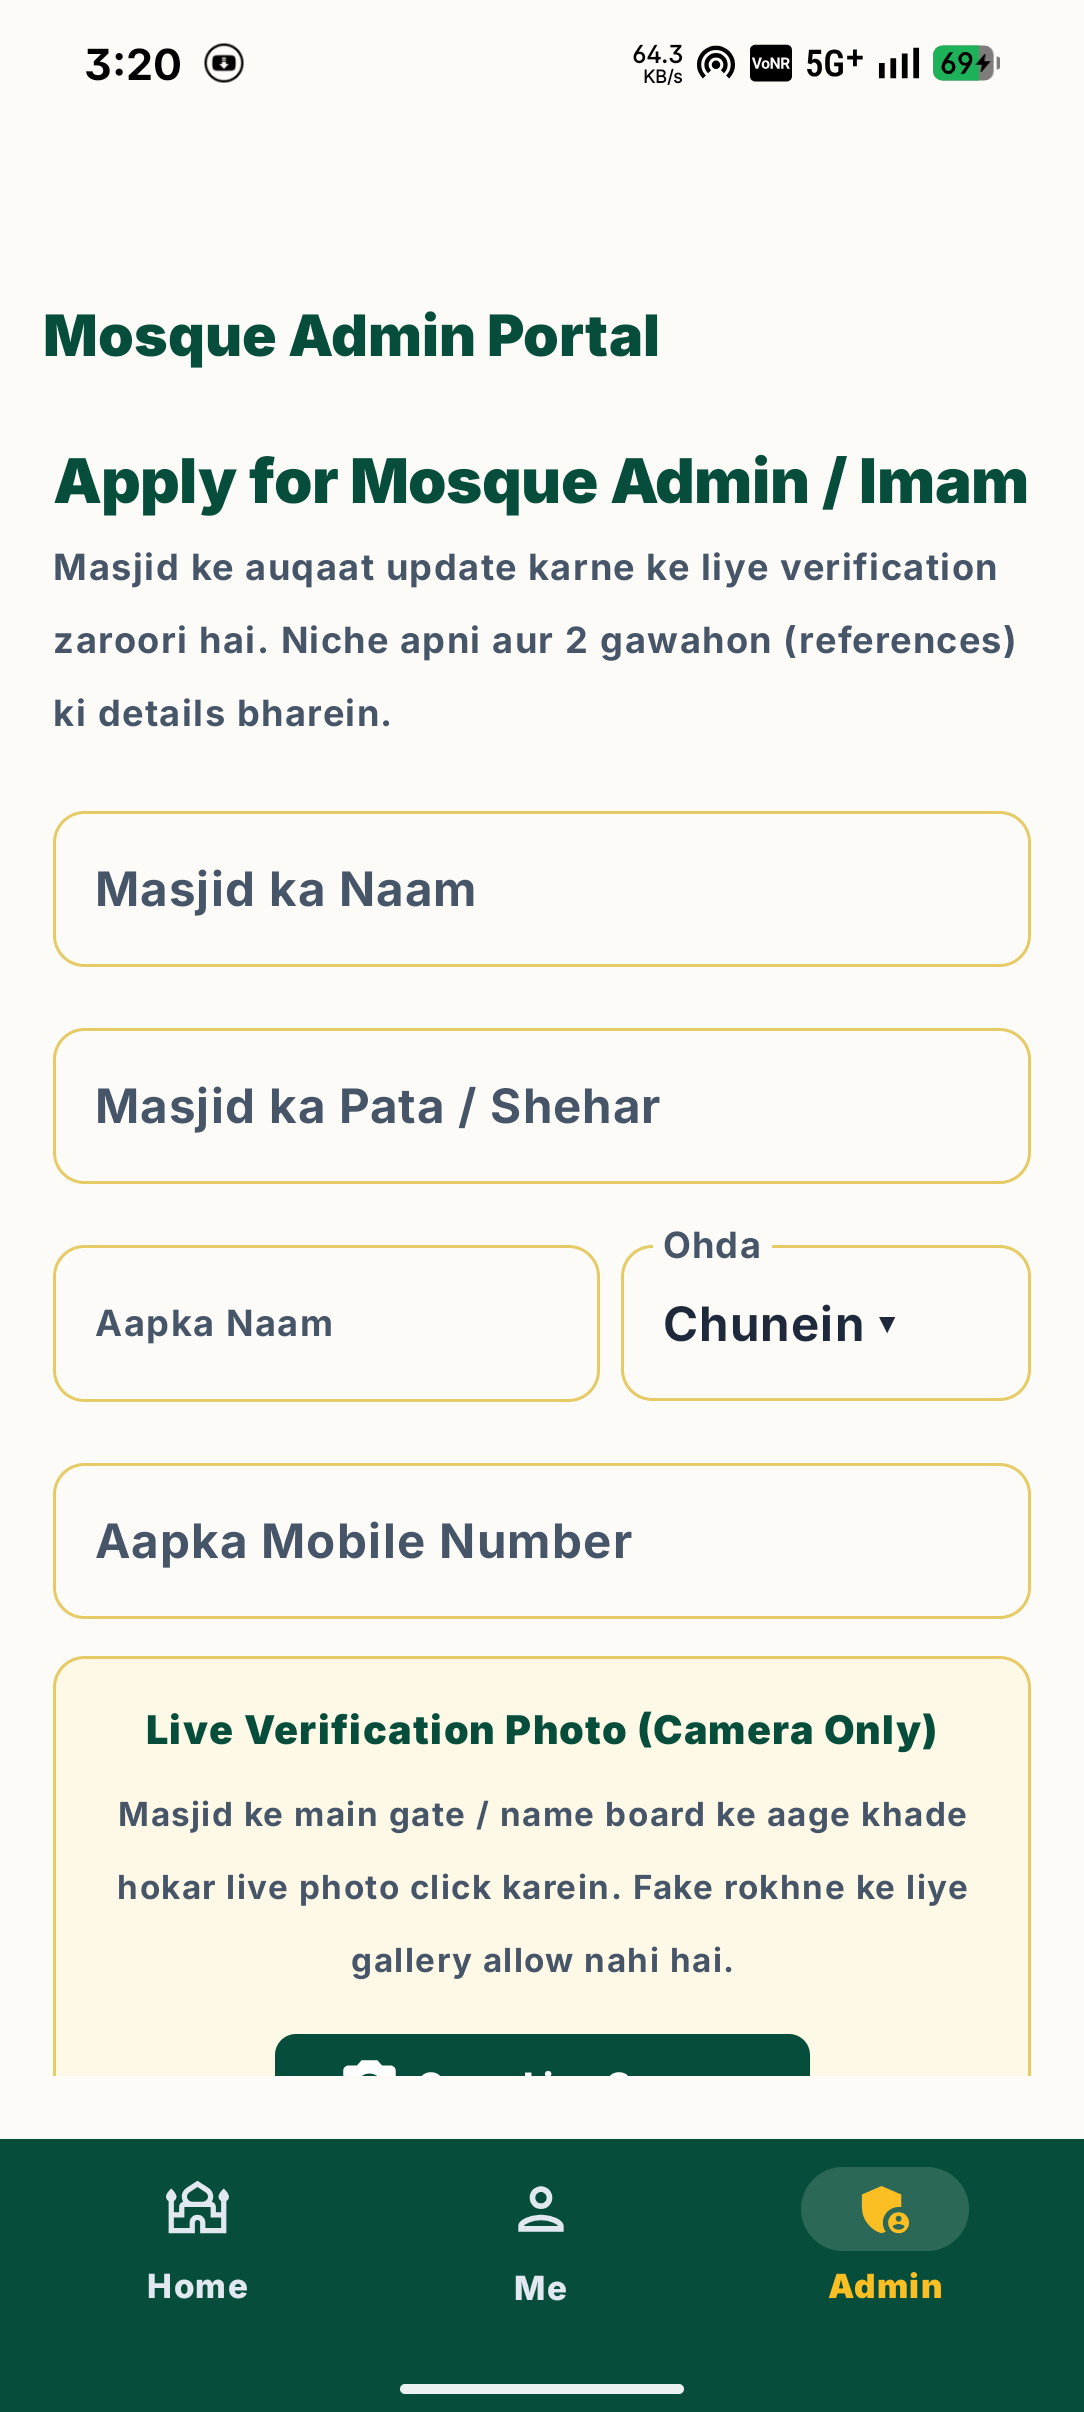 3:20
64.3
KB/s
VoNR
5G+
69
Mosque Admin Portal
Apply for Mosque Admin / Imam
Masjid ke auqaat update karne ke liye verification
zaroori hai. Niche apni aur 2 gawahon (references)
ki details bharein.
Masjid ka Naam
Masjid ka Pata / Shehar
Aapka Naam
Ohda
Chunein ▾
Aapka Mobile Number
Live Verification Photo (Camera Only)
Masjid ke main gate / name board ke aage khade
hokar live photo click karein. Fake rokhne ke liye
gallery allow nahi hai.
Home
Me
Admin